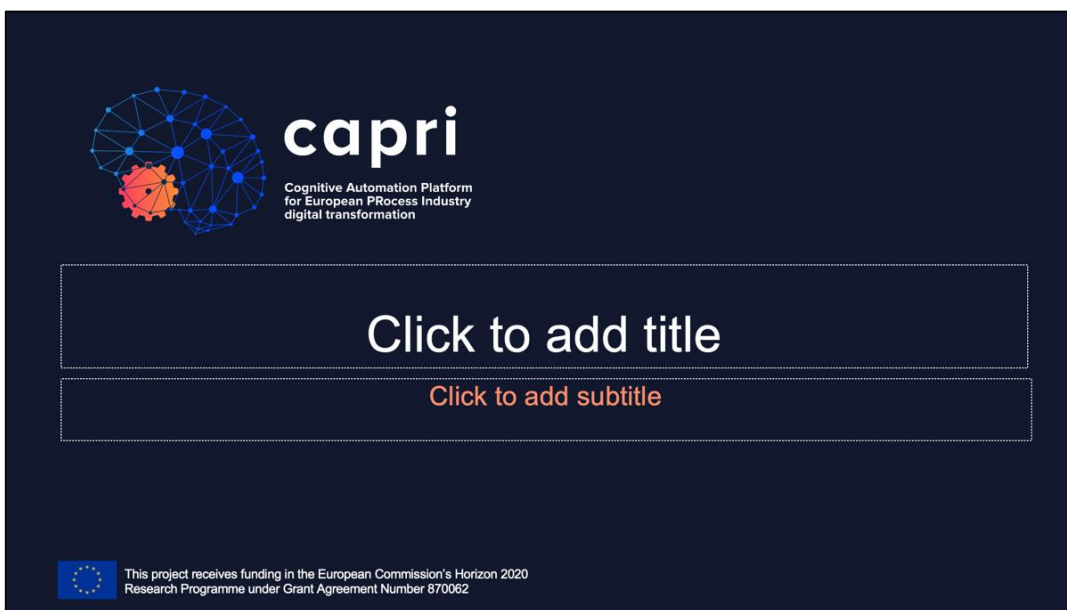 capri
Cognitive Automation Platform
for European PRocess Industry
digital transformation
Click to add title
Click to add subtitle
This project receives funding in the European Commission's Horizon 2020
Research Programme under Grant Agreement Number 870062